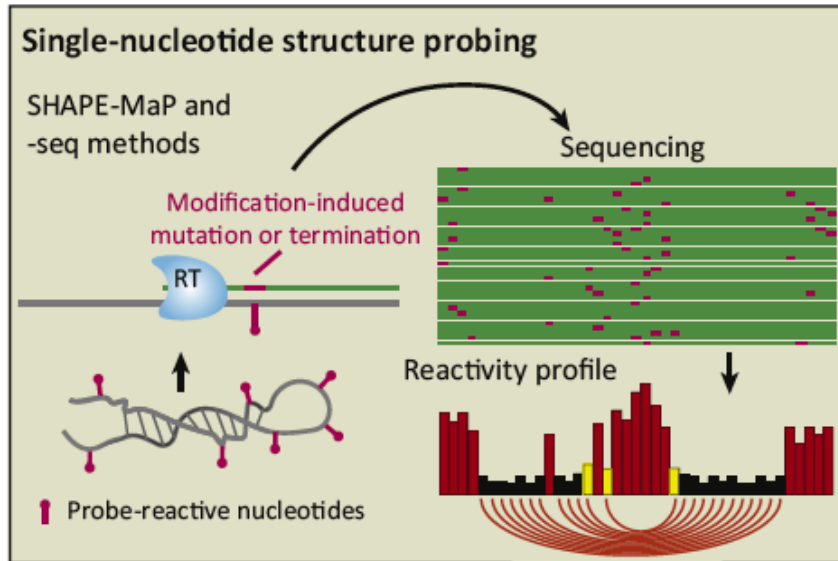 Single-nucleotide structure probing
SHAPE-MaP and
-seq methods
Sequencing
Modification-induced
mutation or termination
RT
Reactivity profile
Probe-reactive nucleotides